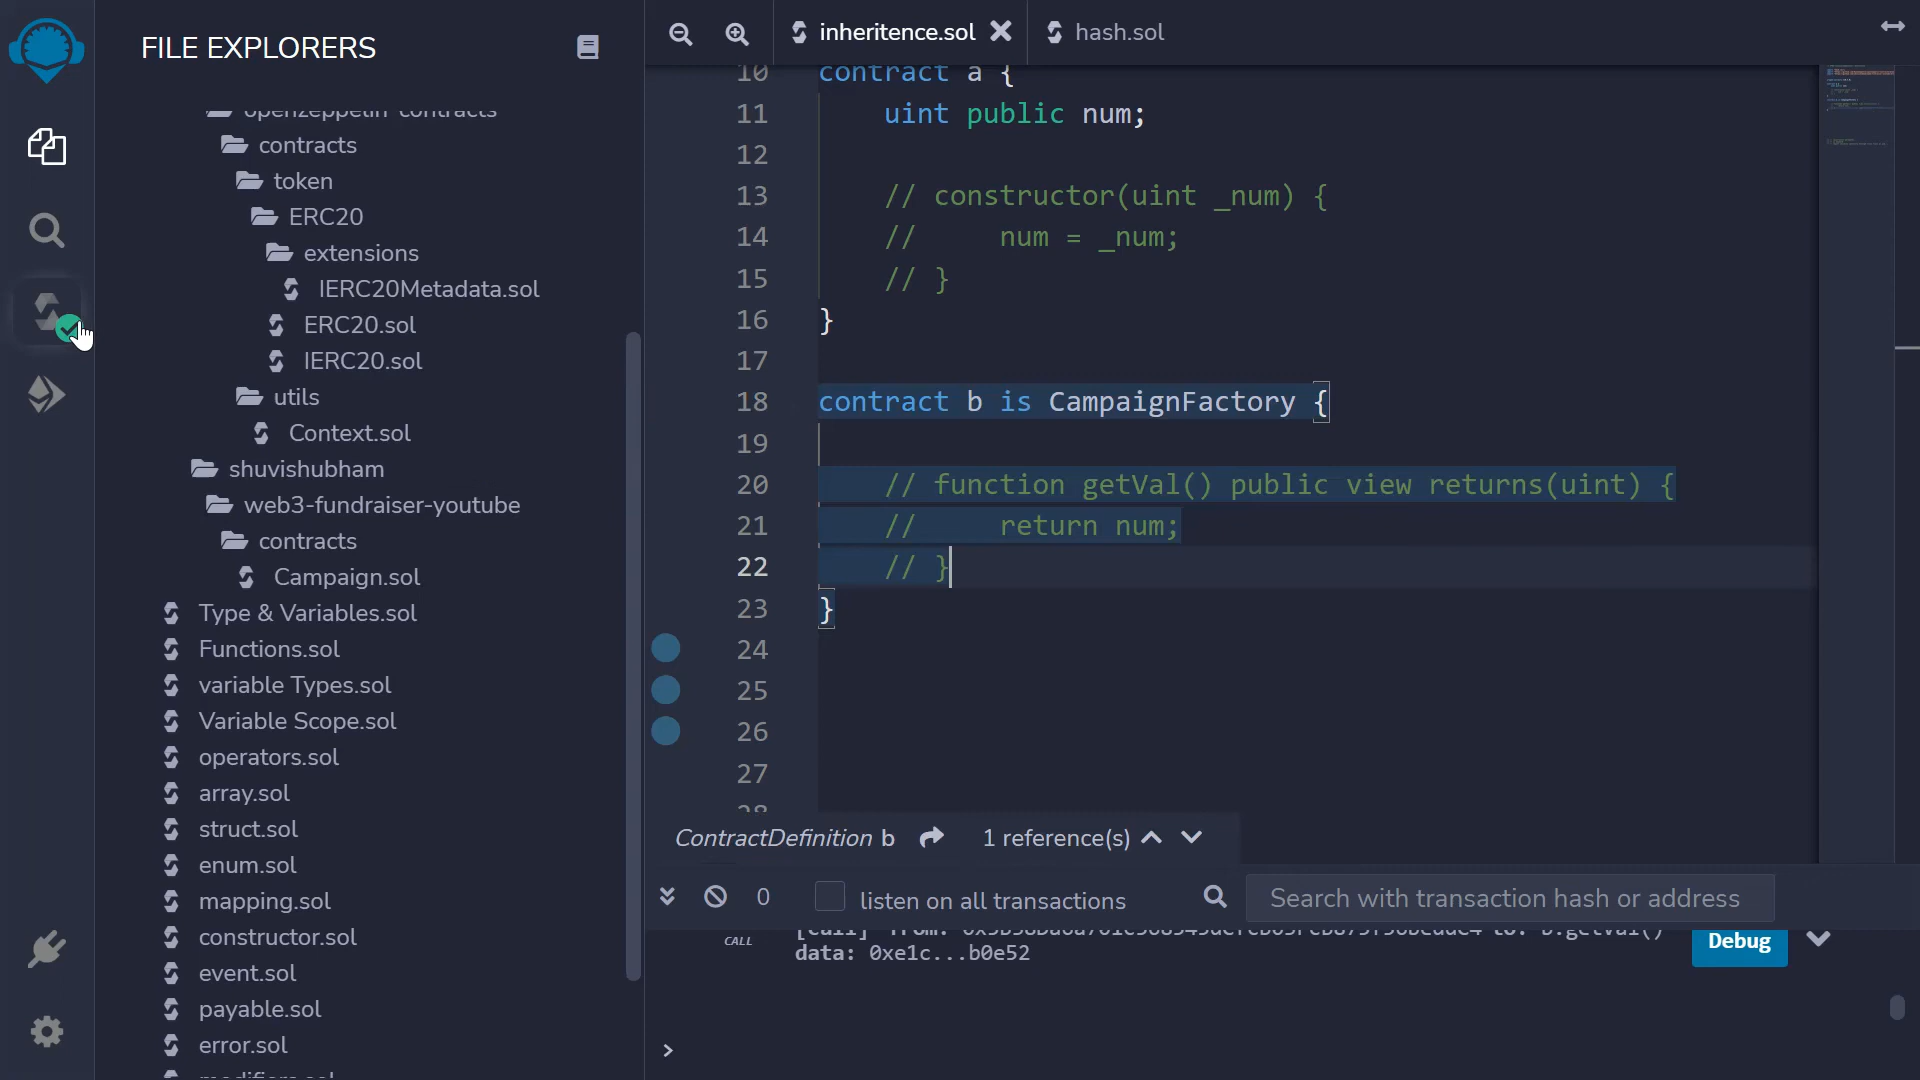 FILE EXPLORERS
openzeppelin-contracts
contracts
token
ERC20
extensions
IERC20Metadata.sol
ERC20.sol
IERC20.sol
utils
Context.sol
shuvishubham
web3-fundraiser-youtube
contracts
Campaign.sol
Type & Variables.sol
Functions.sol
variable Types.sol
Variable Scope.sol
operators.sol
array.sol
struct.sol
enum.sol
mapping.sol
constructor.sol
event.sol
payable.sol
error.sol
inheritence.sol
hash.sol
10 contract a {
11 uint public num;
12
13 // constructor(uint _num) {
14 // num = _num;
15 // }
16 }
17
18 contract b is CampaignFactory {
19
20 // function getVal() public view returns(uint) {
21 // return num;
22 // }
23 }
24
25
26
27
28
ContractDefinition b 1 reference(s)
0 listen on all transactions Search with transaction hash or address
CALL
to: b.getVal()
data: 0xe1c...b0e52
Debug
>